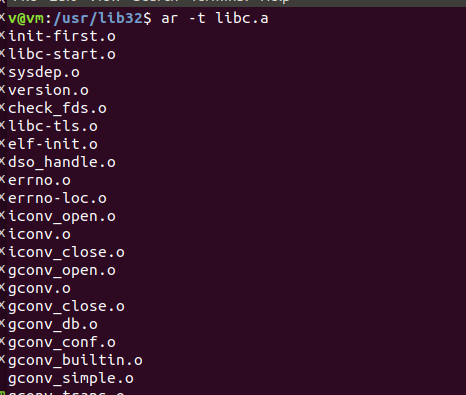 v@vm:/usr/lib32$ ar -t libc.a
init-first.o
libc-start.o
sysdep.o
version.o
check_fds.o
libc-tls.o
elf-init.o
dso_handle.o
errno.o
errno-loc.o
iconv_open.o
iconv.o
iconv_close.o
gconv_open.o
gconv.o
gconv_close.o
gconv_db.o
gconv_conf.o
gconv_builtin.o
gconv_simple.o
gconv_trans.o